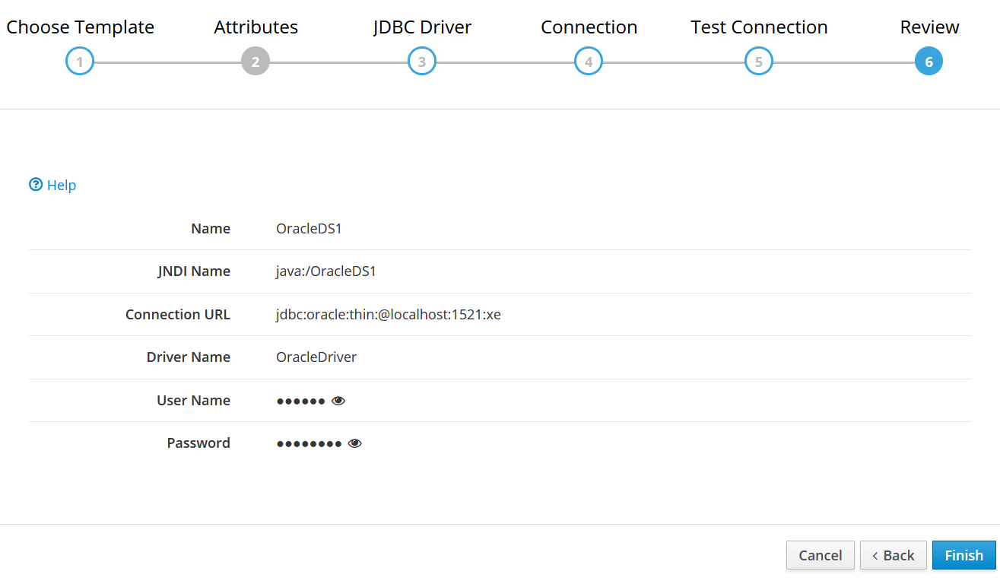 Choose Template Attributes JDBC Driver Connection Test Connection Review
1 2 3 4 5 6
Help
Name OracleDS1
JNDI Name java:/OracleDS1
Connection URL jdbc:oracle:thin:@localhost:1521:xe
Driver Name OracleDriver
User Name ●●●●●●
Password ●●●●●●●●
Cancel < Back Finish